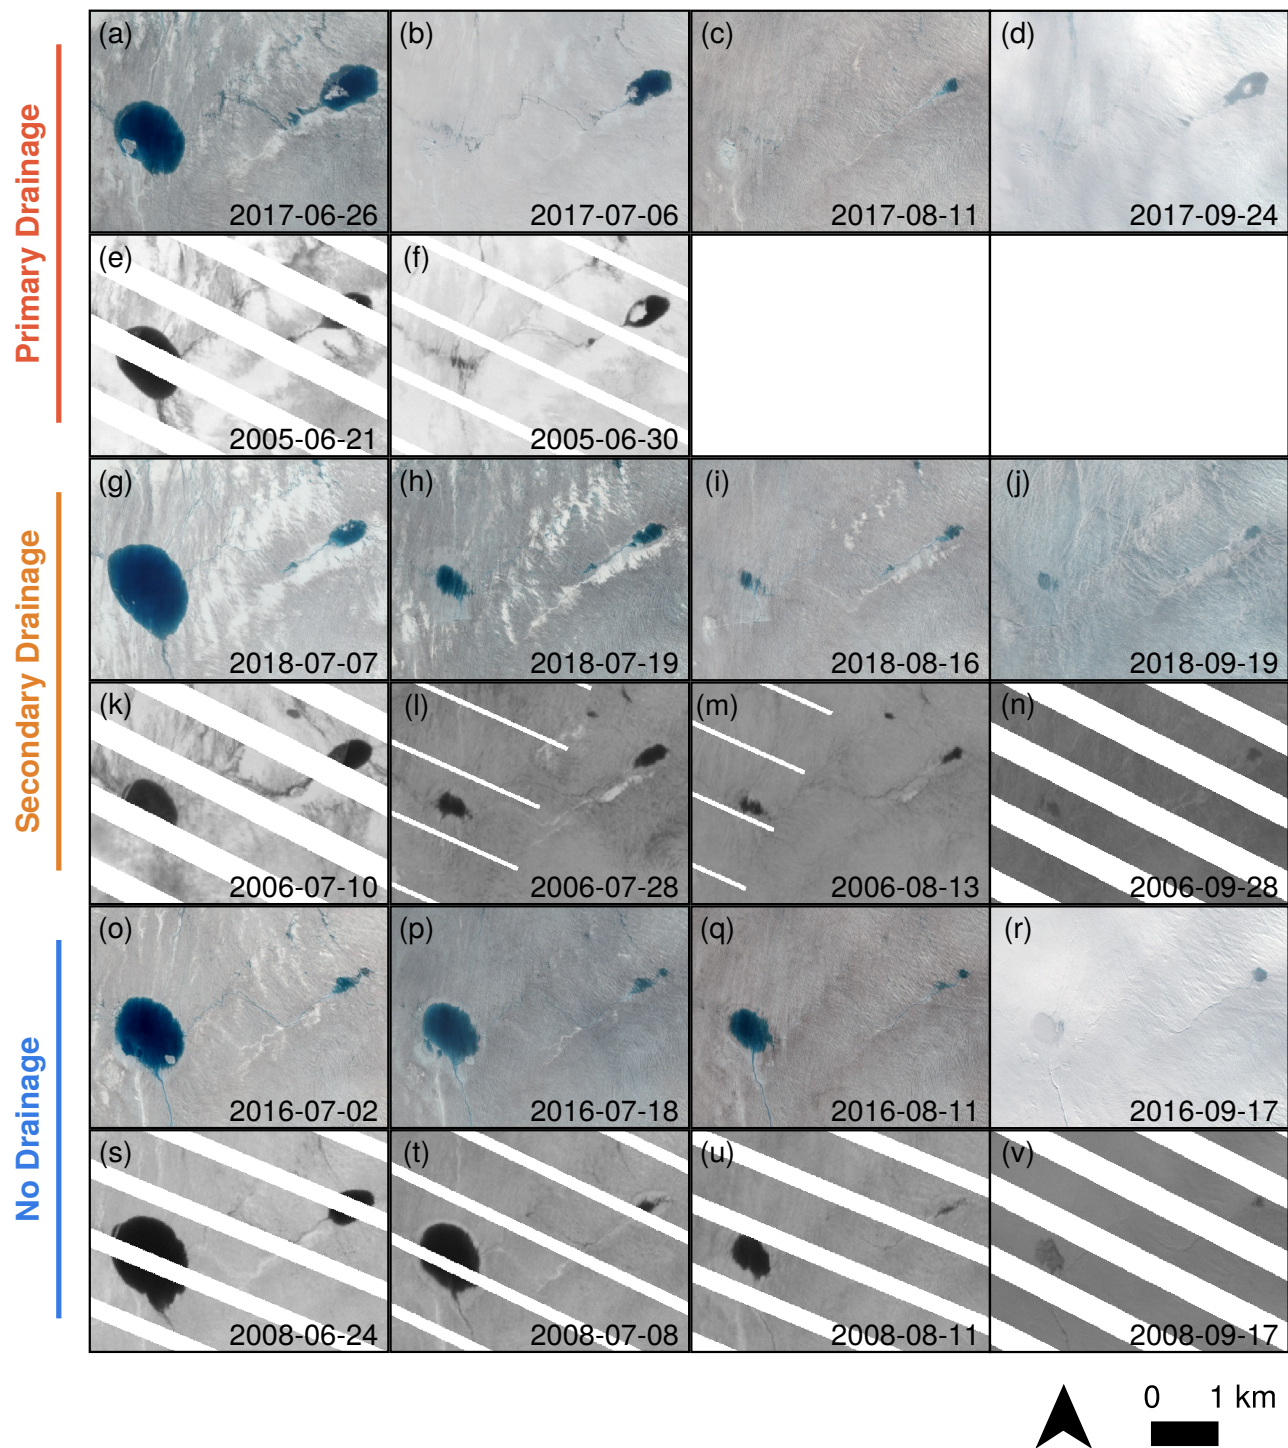 Primary Drainage
(a)
2017-06-26
(b)
2017-07-06
(c)
2017-08-11
(d)
2017-09-24
(e)
2005-06-21
(f)
2005-06-30
Secondary Drainage
(g)
2018-07-07
(h)
2018-07-19
(i)
2018-08-16
(j)
2018-09-19
(k)
2006-07-10
(l)
2006-07-28
(m)
2006-08-13
(n)
2006-09-28
No Drainage
(o)
2016-07-02
(p)
2016-07-18
(q)
2016-08-11
(r)
2016-09-17
(s)
2008-06-24
(t)
2008-07-08
(u)
2008-08-11
(v)
2008-09-17
0 1 km